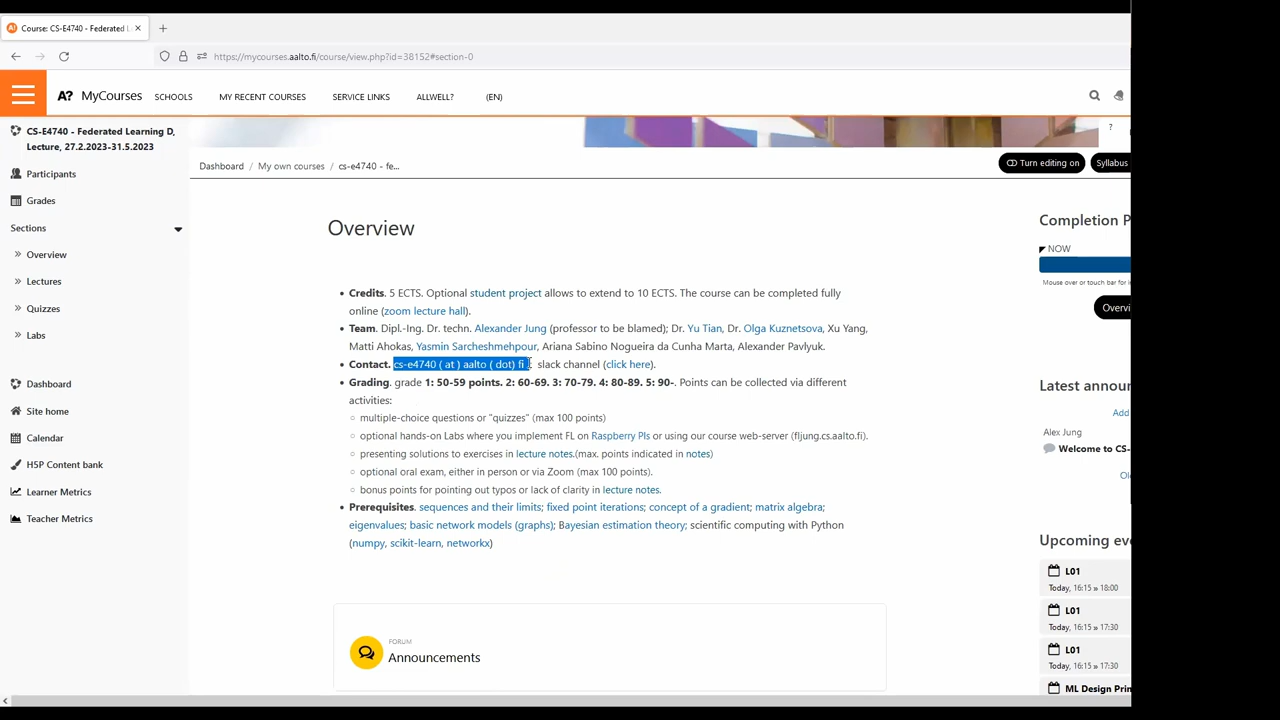 Course: CS-E4740 - Federated L
https://mycourses.aalto.fi/course/view.php?id=38152#section-0
A? MyCourses SCHOOLS MY RECENT COURSES SERVICE LINKS ALLWELL? (EN)
CS-E4740 - Federated Learning D,
Lecture, 27.2.2023-31.5.2023
Participants
Grades
Sections
Overview
Lectures
Quizzes
Labs
Dashboard
Site home
Calendar
H5P Content bank
Learner Metrics
Teacher Metrics
?
Dashboard / My own courses / cs-e4740 - fe...
Turn editing on
Syllabus
Overview
• Credits. 5 ECTS. Optional student project allows to extend to 10 ECTS. The course can be completed fully
online (zoom lecture hall).
• Team. Dipl.-Ing. Dr. techn. Alexander Jung (professor to be blamed); Dr. Yu Tian, Dr. Olga Kuznetsova, Xu Yang,
Matti Ahokas, Yasmin Sarcheshmehpour, Ariana Sabino Nogueira da Cunha Marta, Alexander Pavlyuk.
• Contact. cs-e4740 ( at ) aalto ( dot) fi slack channel (click here).
• Grading. grade 1: 50-59 points. 2: 60-69. 3: 70-79. 4: 80-89. 5: 90-. Points can be collected via different
activities:
◦ multiple-choice questions or "quizzes" (max 100 points)
◦ optional hands-on Labs where you implement FL on Raspberry PIs or using our course web-server (fljung.cs.aalto.fi).
◦ presenting solutions to exercises in lecture notes.(max. points indicated in notes)
◦ optional oral exam, either in person or via Zoom (max 100 points).
◦ bonus points for pointing out typos or lack of clarity in lecture notes.
• Prerequisites. sequences and their limits; fixed point iterations; concept of a gradient; matrix algebra;
eigenvalues; basic network models (graphs); Bayesian estimation theory; scientific computing with Python
(numpy, scikit-learn, networkx)
FORUM
Announcements
Completion P
NOW
Mouse over or touch bar for i
Overvi
Latest annou
Add
Alex Jung
Welcome to CS-
Ol
Upcoming eve
L01
Today, 16:15 » 18:00
L01
Today, 16:15 » 17:30
L01
Today, 16:15 » 17:30
ML Design Prin